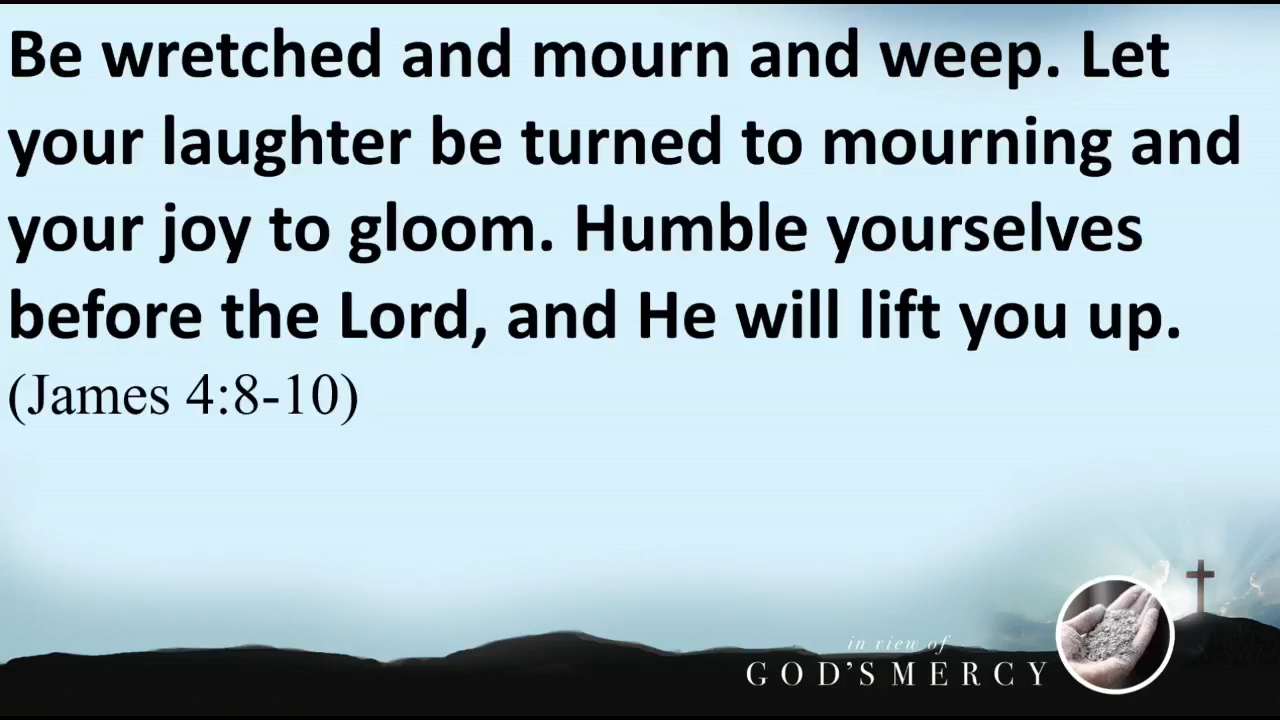 Be wretched and mourn and weep. Let
your laughter be turned to mourning and
your joy to gloom. Humble yourselves
before the Lord, and He will lift you up.
(James 4:8-10)
in view of
GOD'S MERCY